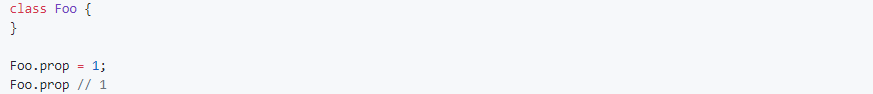 class Foo {
}
Foo.prop = 1;
Foo.prop // 1